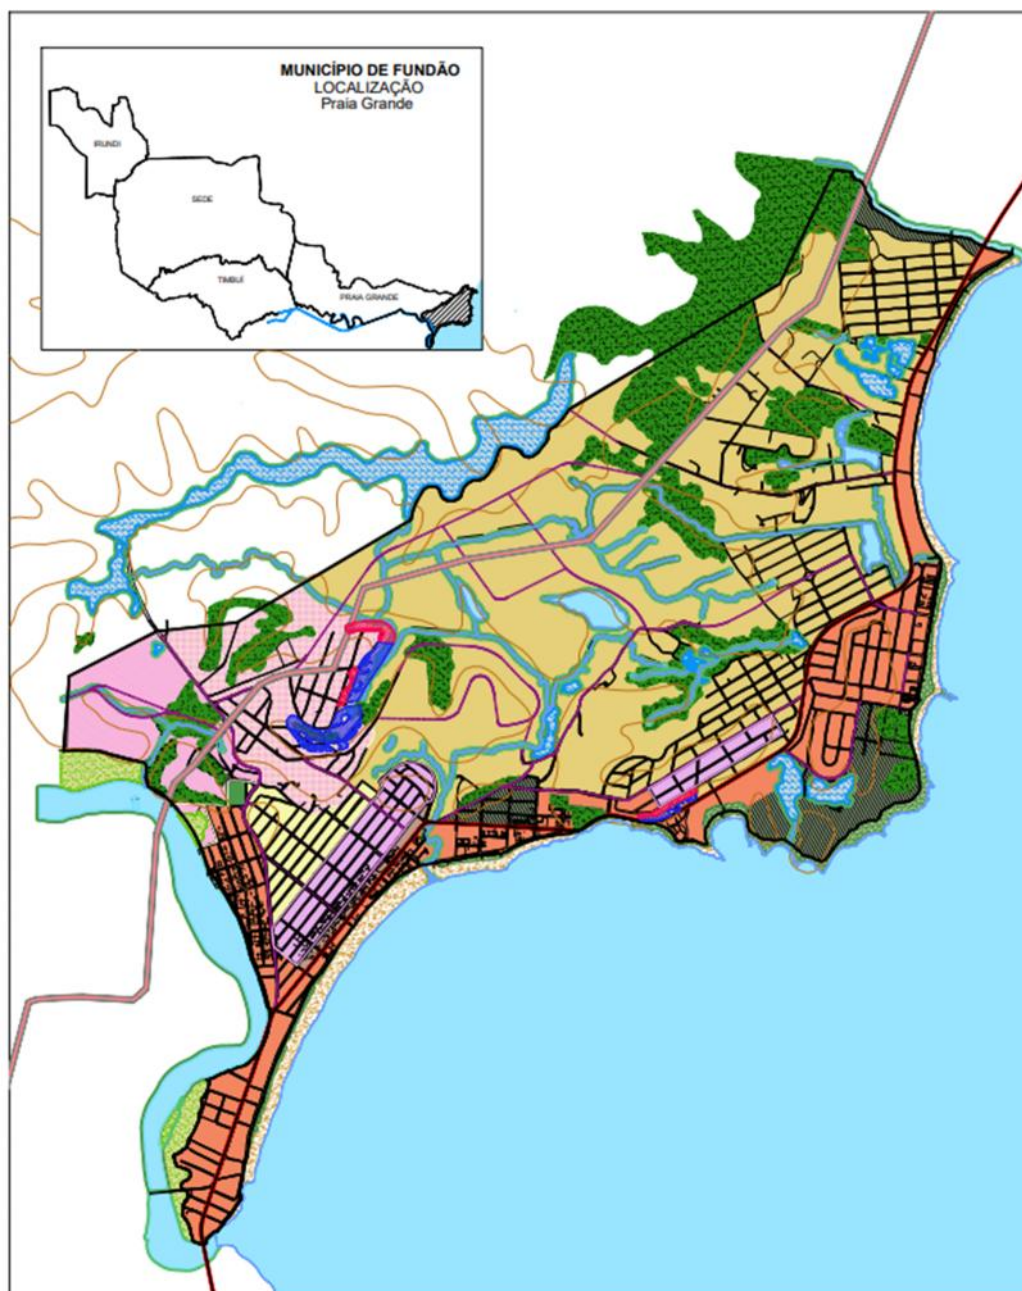 MUNICÍPIO DE FUNDÃO
LOCALIZAÇÃO
Praia Grande
IRUNDI
SEDE
TIMBUÍ
PRAIA GRANDE